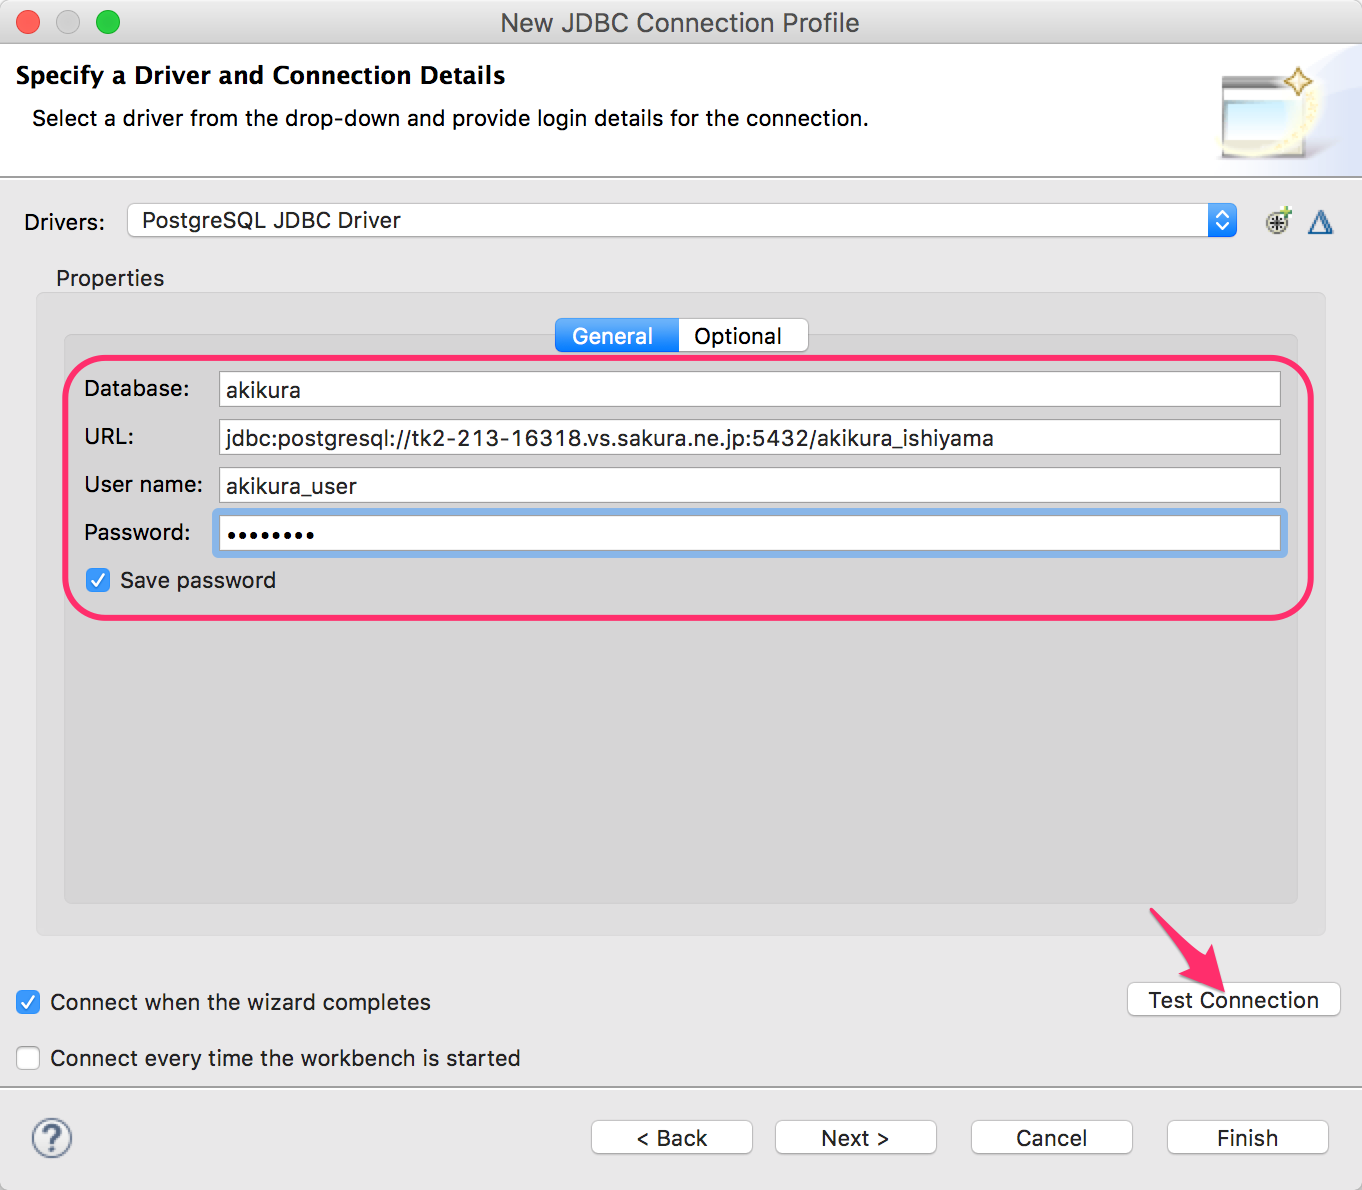 New JDBC Connection Profile
Specify a Driver and Connection Details
Select a driver from the drop-down and provide login details for the connection.
Drivers: PostgreSQL JDBC Driver
Properties
General Optional
Database: akikura
URL: jdbc:postgresql://tk2-213-16318.vs.sakura.ne.jp:5432/akikura_ishiyama
User name: akikura_user
Password: ••••••••
Save password
Connect when the wizard completes
Test Connection
Connect every time the workbench is started
? < Back Next > Cancel Finish